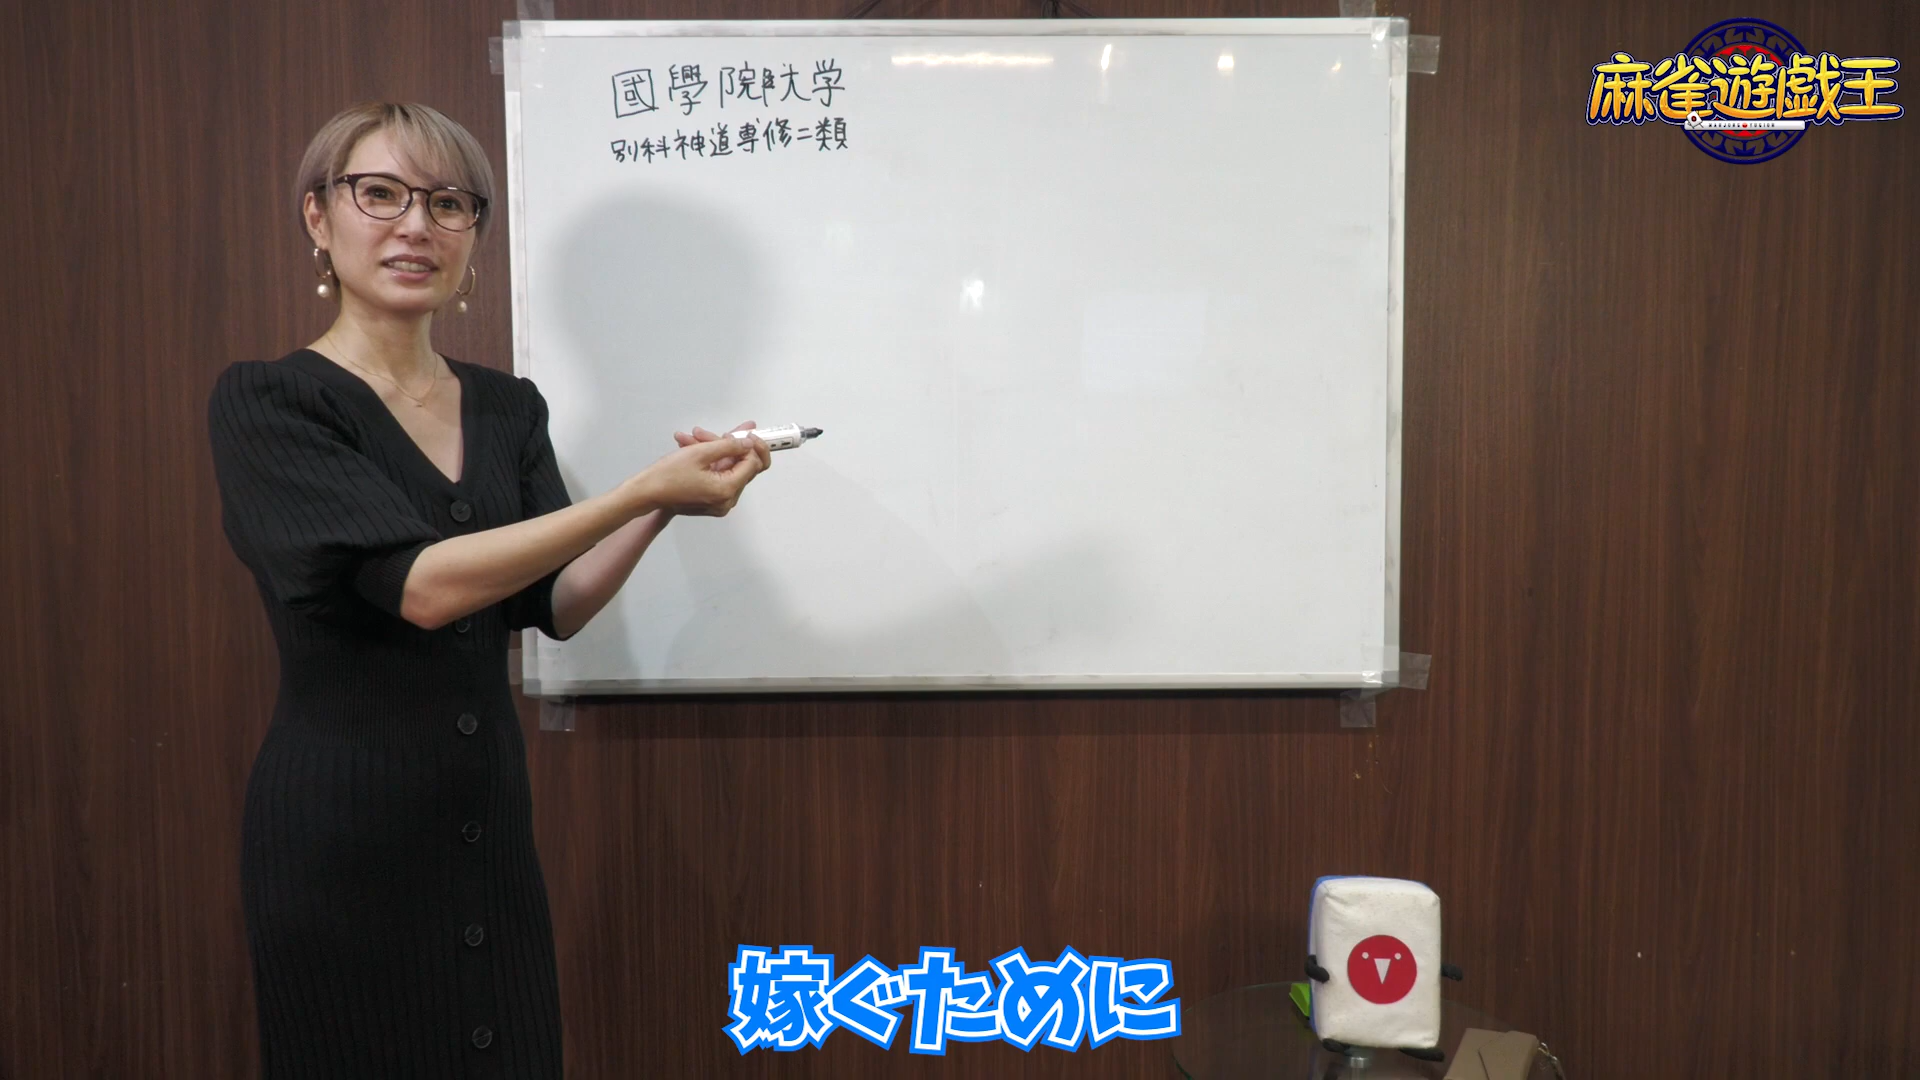 國學院大学
別科神道専修二類
麻雀遊戯王
嫁ぐために